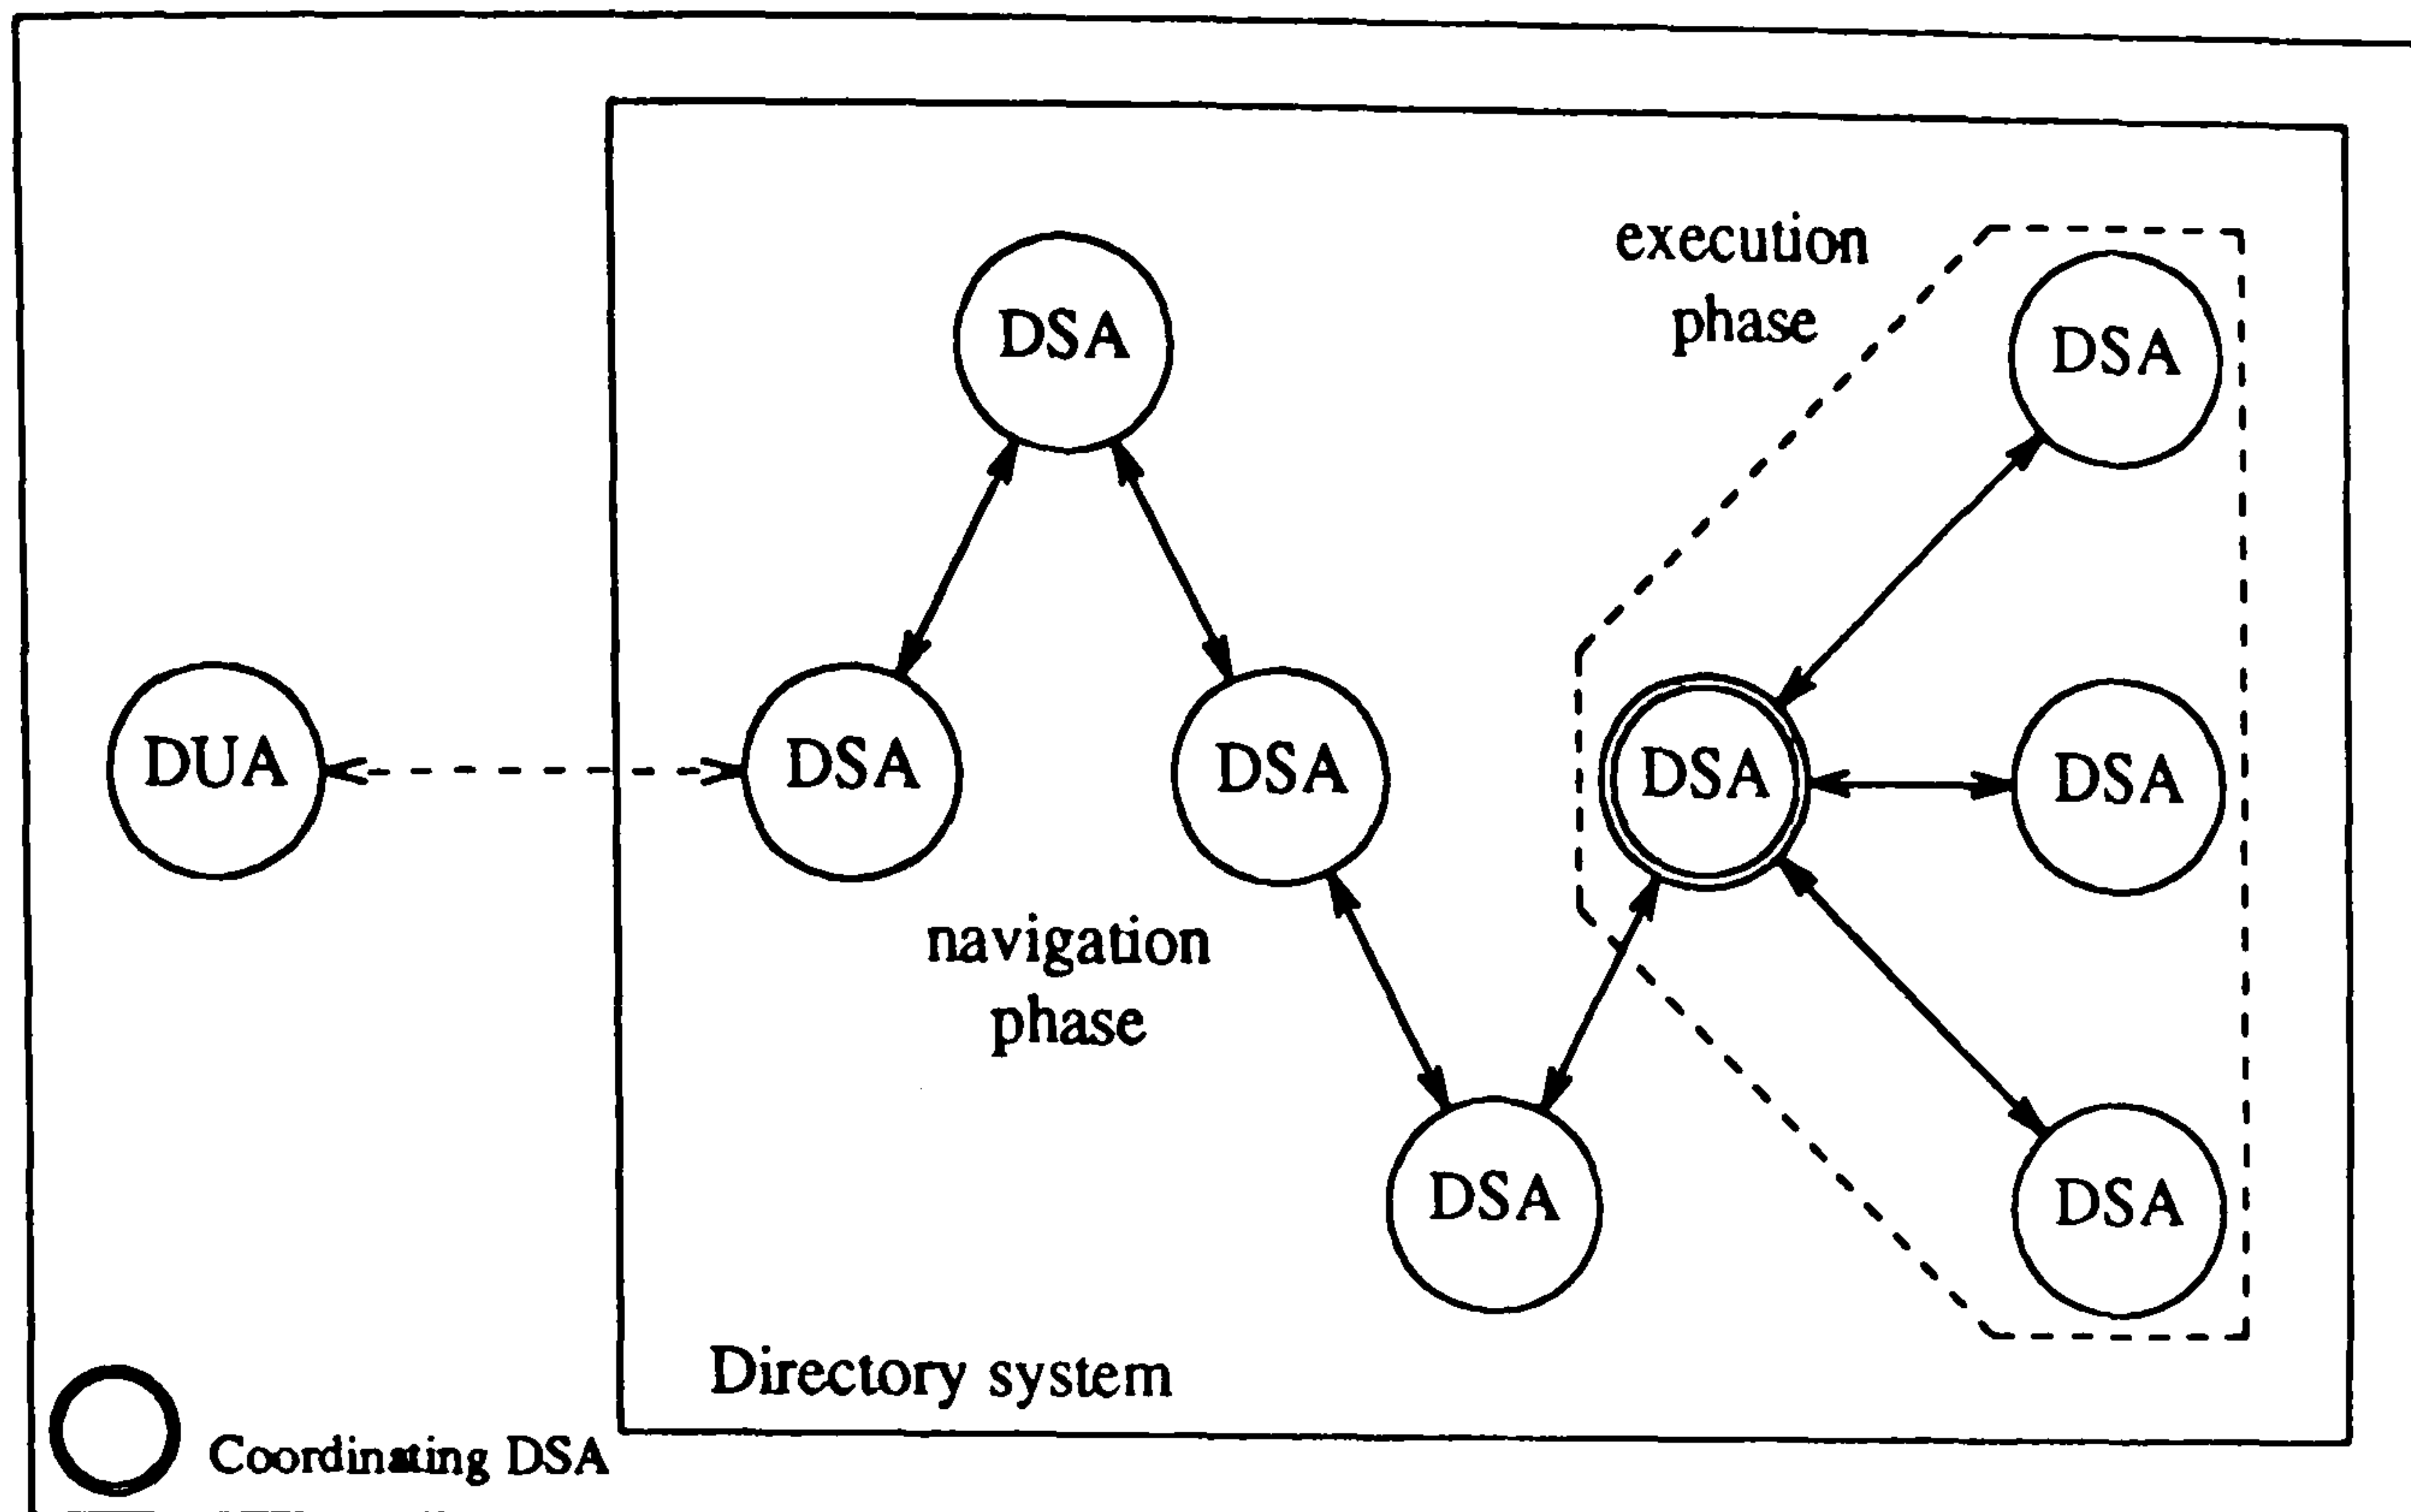 execution
phase
DSA
DSA
DUA
DSA
DSA
DSA
DSA
navigation
phase
DSA
DSA
Directory system
Coordinating DSA